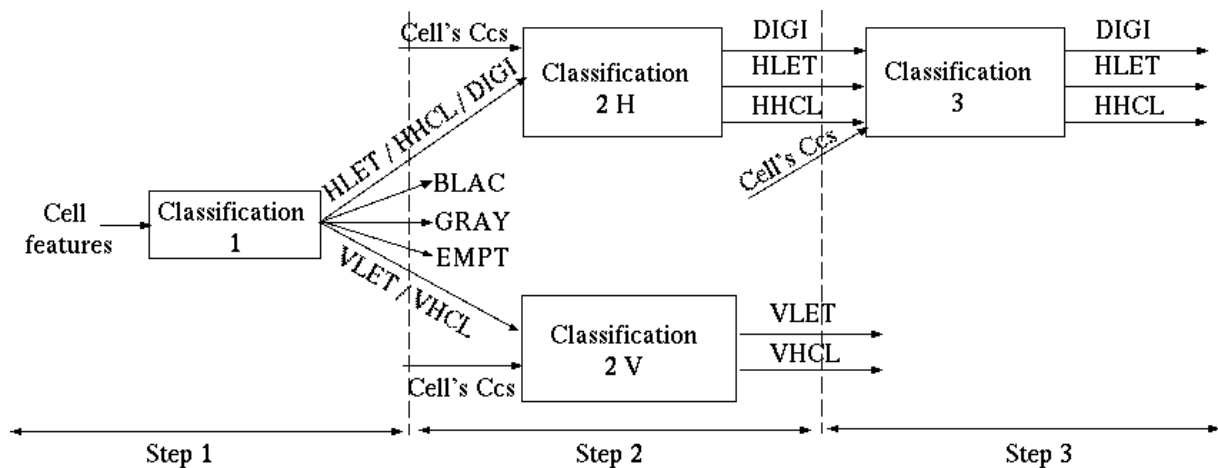 Cell's Ccs
Classification
2 H
DIGI
HLET
HHCL
Classification
3
DIGI
HLET
HHCL
HLET / HHCL / DIGI
Cell's Ccs
Cell
features
Classification
1
BLAC
GRAY
EMPT
VLET / VHCL
Classification
2 V
VLET
VHCL
Cell's Ccs
Step 1
Step 2
Step 3